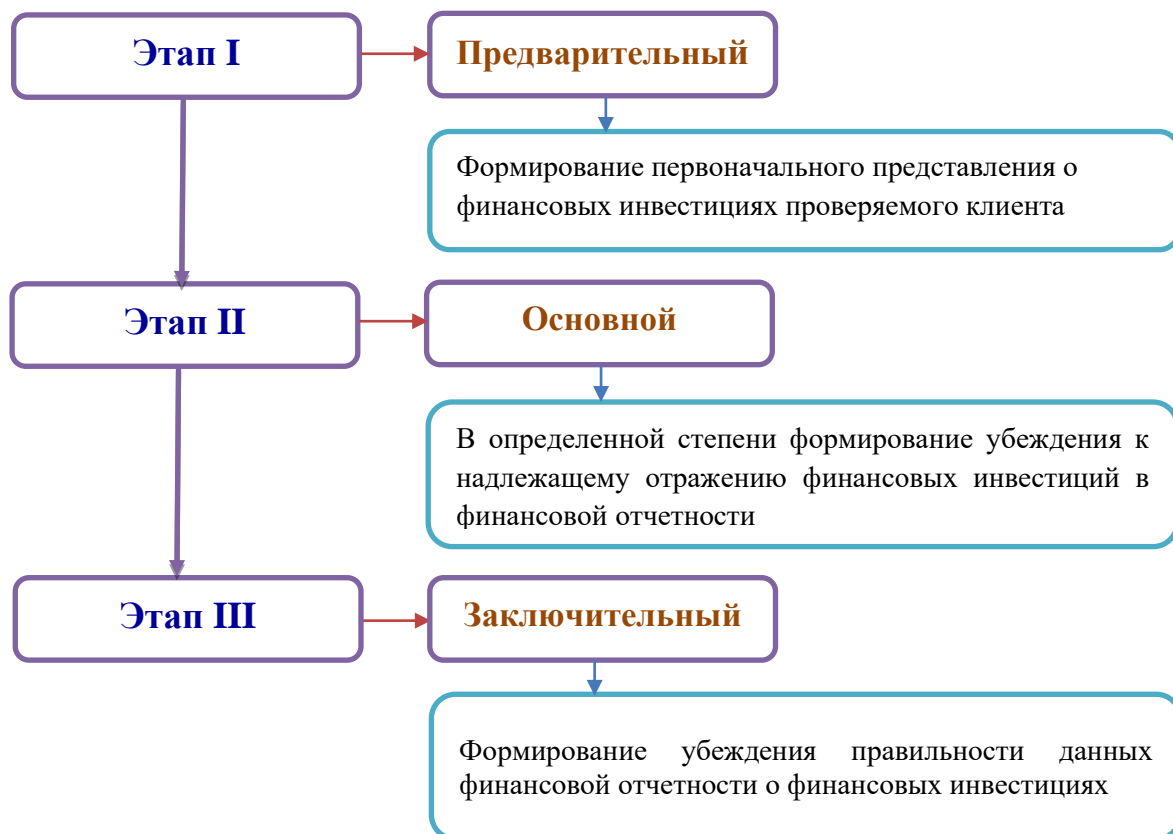 Этап I
Предварительный
Формирование первоначального представления о
финансовых инвестициях проверяемого клиента
Этап II
Основной
В определенной степени формирование убеждения к
надлежащему отражению финансовых инвестиций в
финансовой отчетности
Этап III
Заключительный
Формирование убеждения правильности данных
финансовой отчетности о финансовых инвестициях